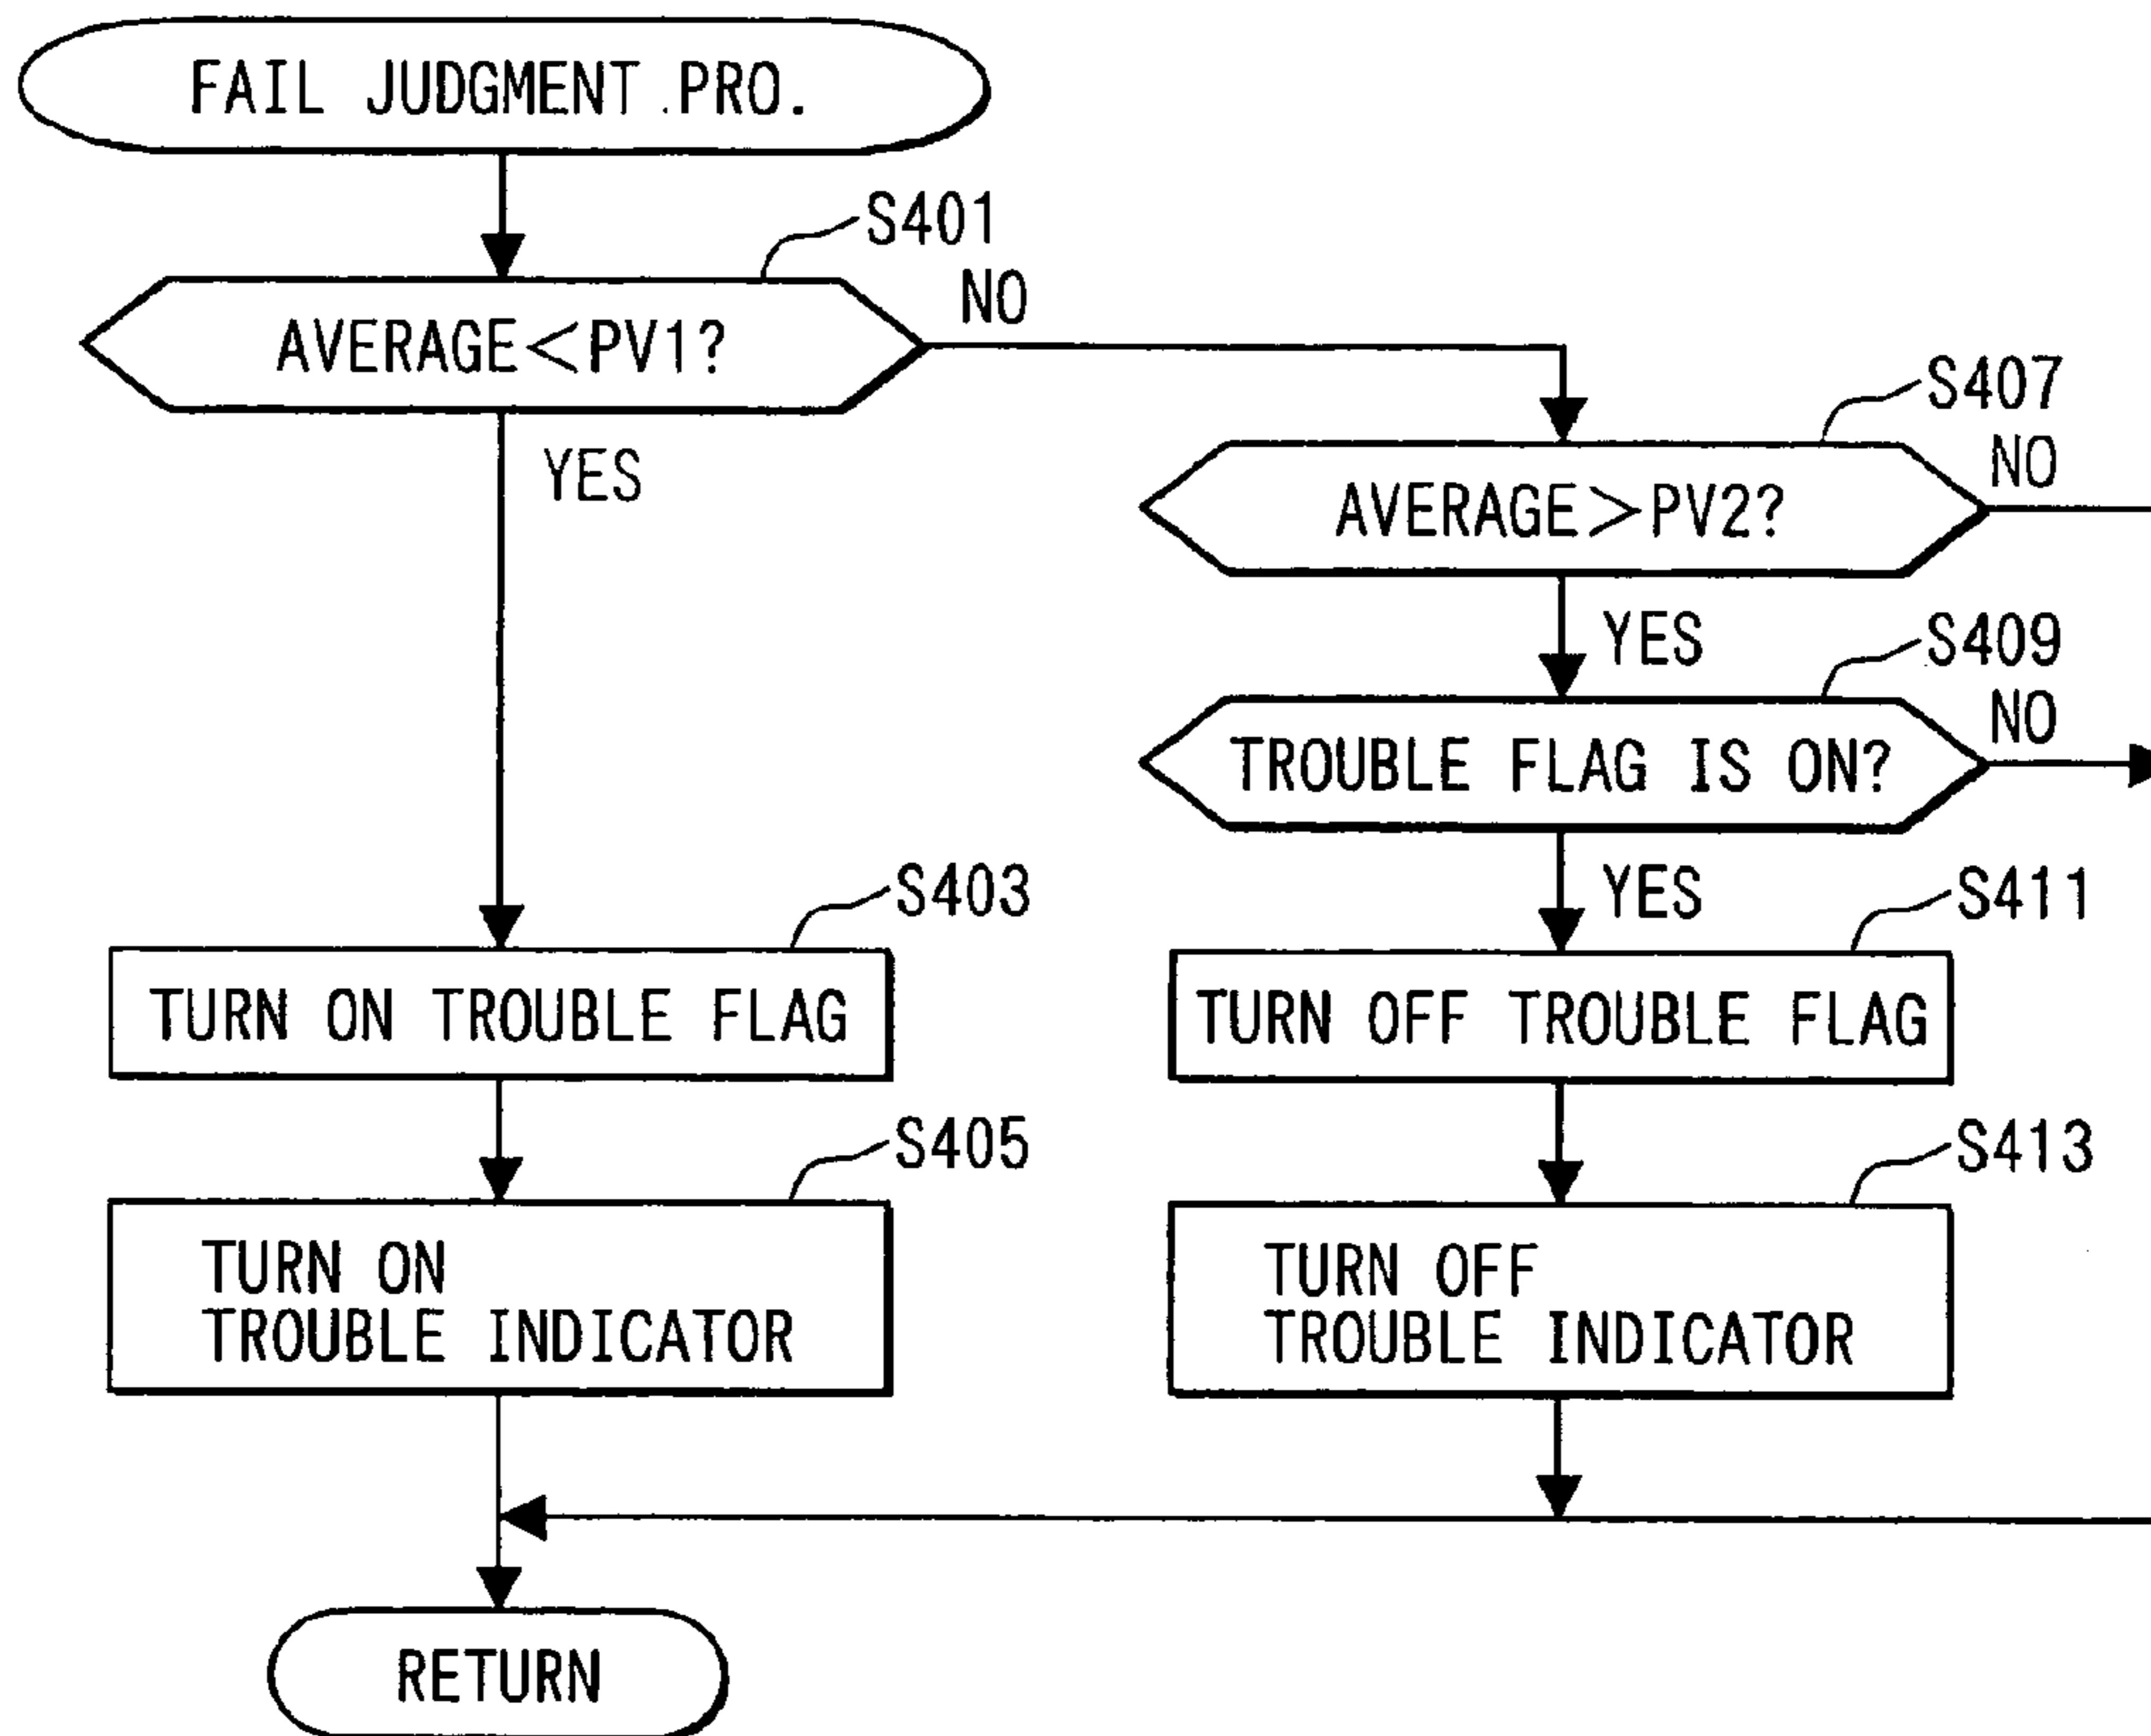 FAIL JUDGMENT.PRO.
S401
AVERAGE<PV1?
NO
YES
S407
AVERAGE>PV2?
NO
YES
S409
TROUBLE FLAG IS ON?
NO
YES
S403
TURN ON TROUBLE FLAG
S411
TURN OFF TROUBLE FLAG
S405
TURN ON
TROUBLE INDICATOR
S413
TURN OFF
TROUBLE INDICATOR
RETURN